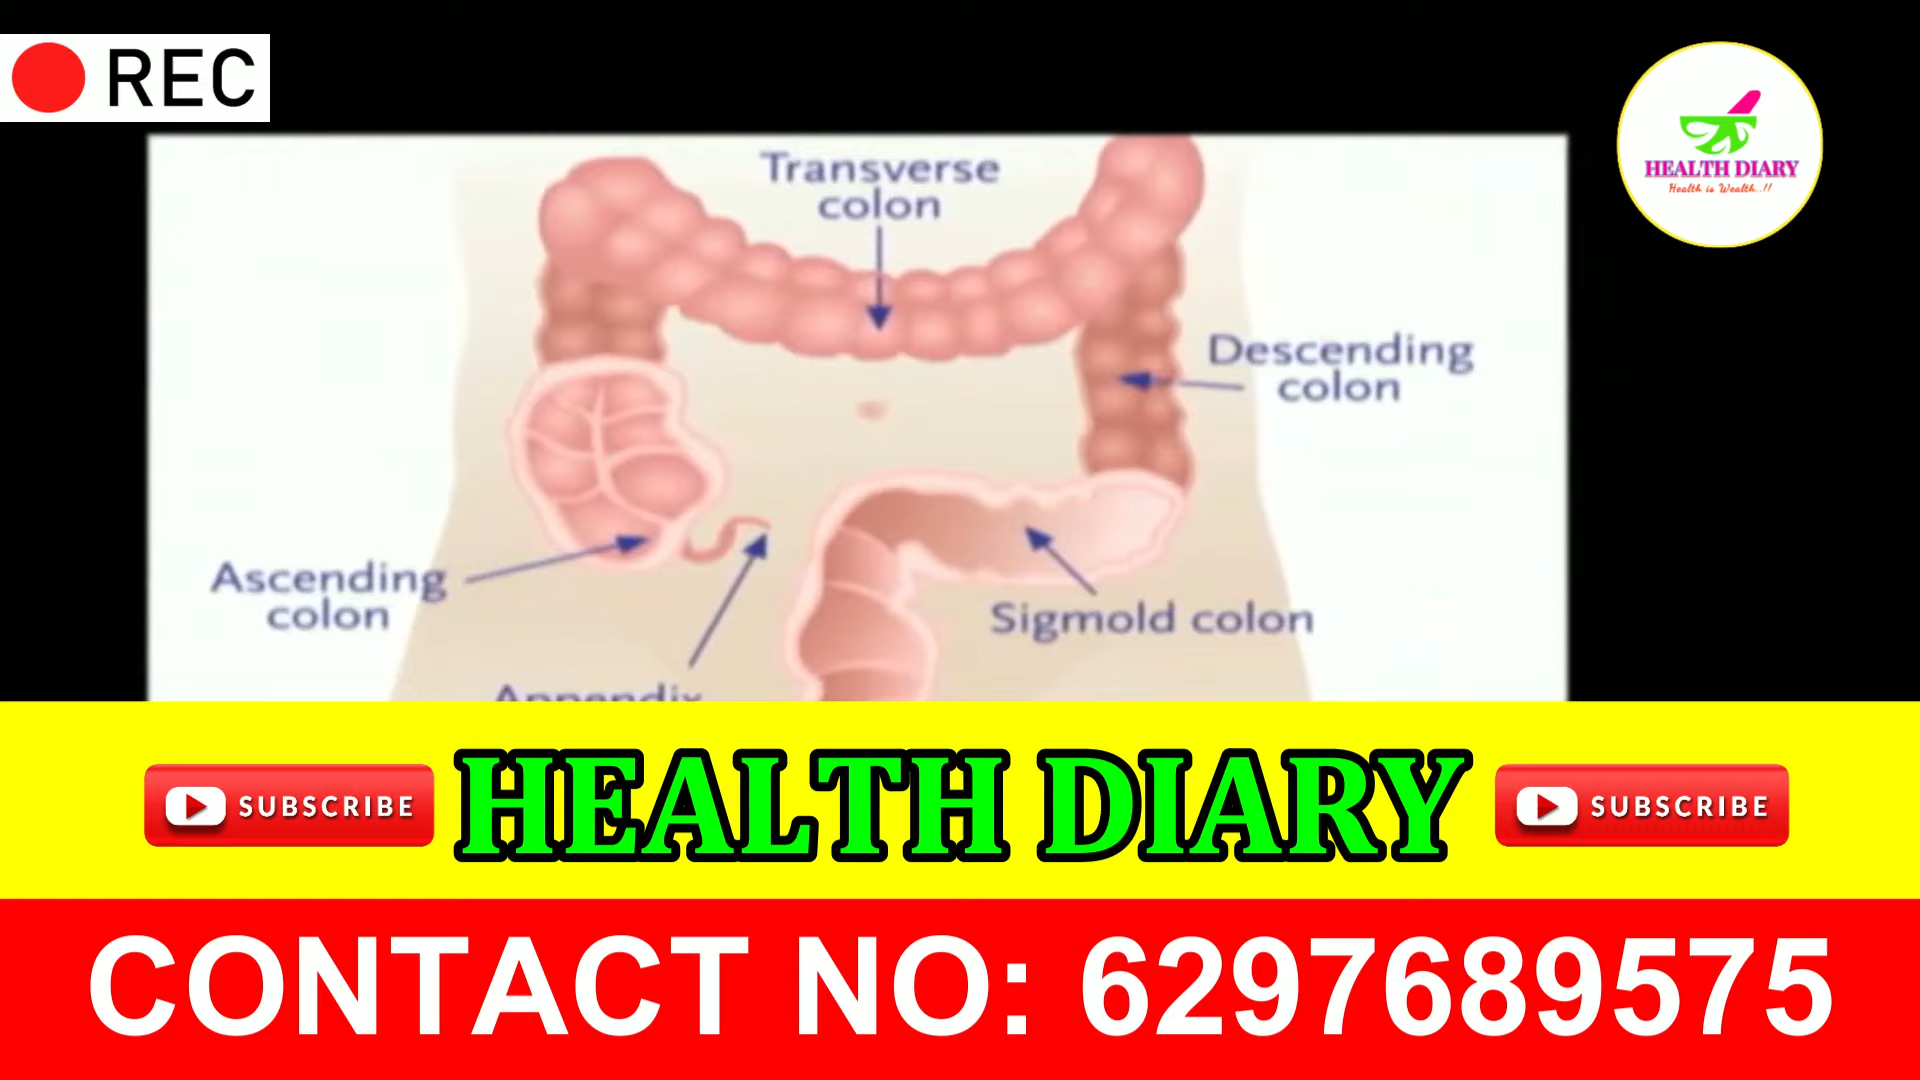 REC
HEALTH DIARY
Health is Wealth..!!
Transverse
colon
Descending
colon
Ascending
colon
Sigmold colon
Appendix
SUBSCRIBE
HEALTH DIARY
SUBSCRIBE
CONTACT NO: 6297689575